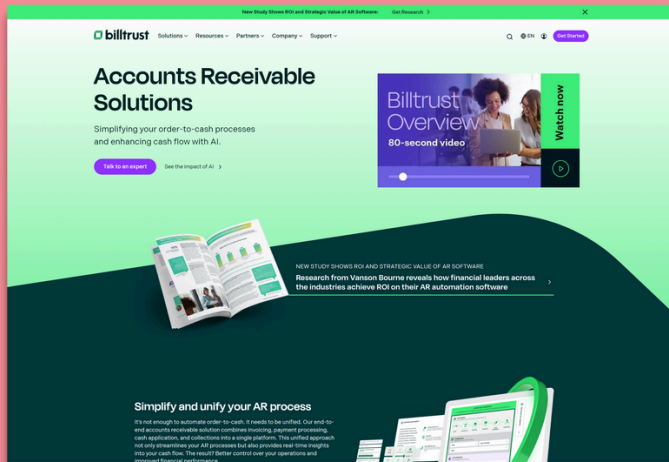 New Study Shows ROI and Strategic Value of AR Software: Get Research
billtrust Solutions Resources Partners Company Support EN Get Started
Accounts Receivable
Solutions
Simplifying your order-to-cash processes
and enhancing cash flow with AI.
Talk to an expert See the impact of AI
Billtrust
Overview
80-second video
Watch now
NEW STUDY SHOWS ROI AND STRATEGIC VALUE OF AR SOFTWARE
Research from Vanson Bourne reveals how financial leaders across
the industries achieve ROI on their AR automation software
Simplify and unify your AR process
It's not enough to automate order-to-cash. It needs to be unified. Our end-to-
end accounts receivable solution combines invoicing, payment processing,
cash application, and collections into a single platform. This unified approach
not only streamlines your AR processes but also provides real-time insights
into your cash flow. The result? Better control over your operations and
improved financial performance.